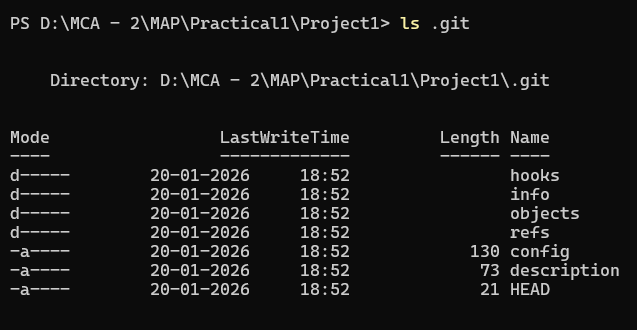 PS D:\MCA - 2\MAP\Practical1\Project1> ls .git
Directory: D:\MCA - 2\MAP\Practical1\Project1\.git
Mode                 LastWriteTime         Length Name
----                 -------------         ------ ----
d-----        20-01-2026     18:52                hooks
d-----        20-01-2026     18:52                info
d-----        20-01-2026     18:52                objects
d-----        20-01-2026     18:52                refs
-a----        20-01-2026     18:52            130 config
-a----        20-01-2026     18:52             73 description
-a----        20-01-2026     18:52             21 HEAD